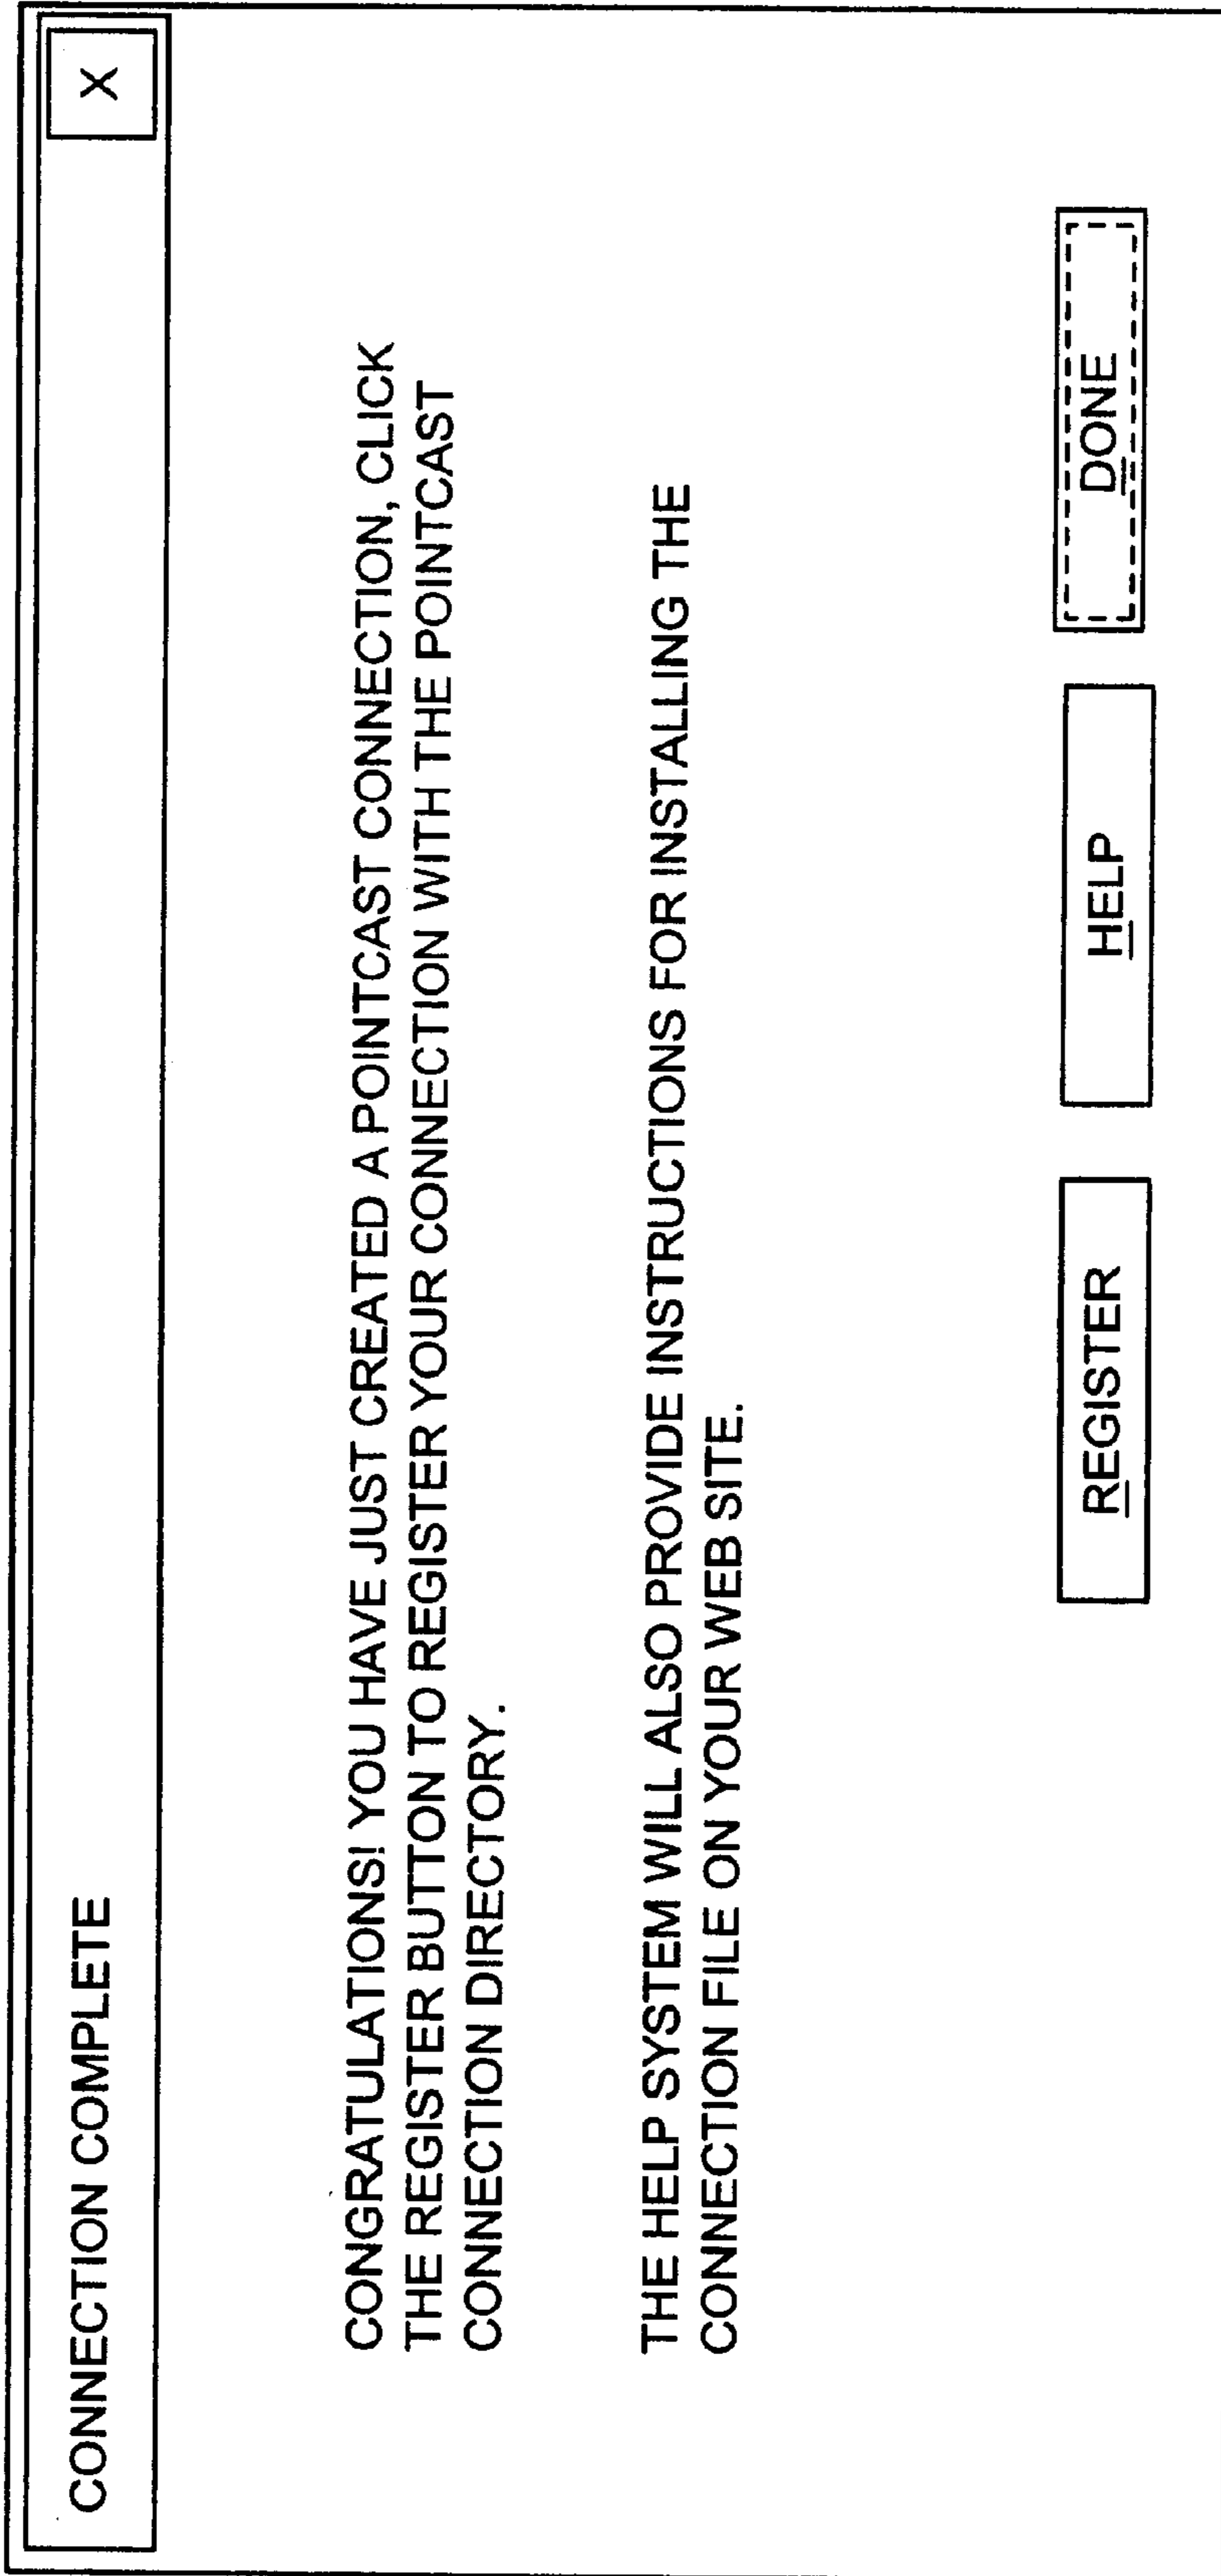 CONNECTION COMPLETE
X
CONGRATULATIONS! YOU HAVE JUST CREATED A POINTCAST CONNECTION, CLICK
THE REGISTER BUTTON TO REGISTER YOUR CONNECTION WITH THE POINTCAST
CONNECTION DIRECTORY.
THE HELP SYSTEM WILL ALSO PROVIDE INSTRUCTIONS FOR INSTALLING THE
CONNECTION FILE ON YOUR WEB SITE.
REGISTER
HELP
DONE